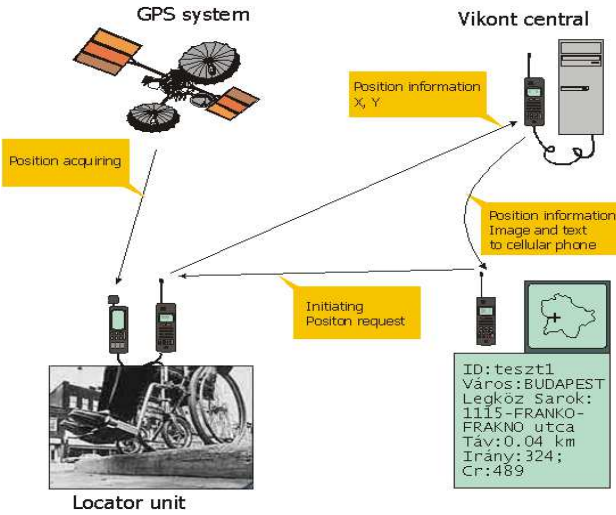 GPS system
Vikont central
Position information
X, Y
Position acquiring
Position information
Image and text
to cellular phone
Initiating
Positon request
ID:teszt1
Város:BUDAPEST
Legköz Sarok:
1115-FRANKO-
FRAKNO utca
Táv:0.04 km
Irány:324;
Cr:489
Locator unit